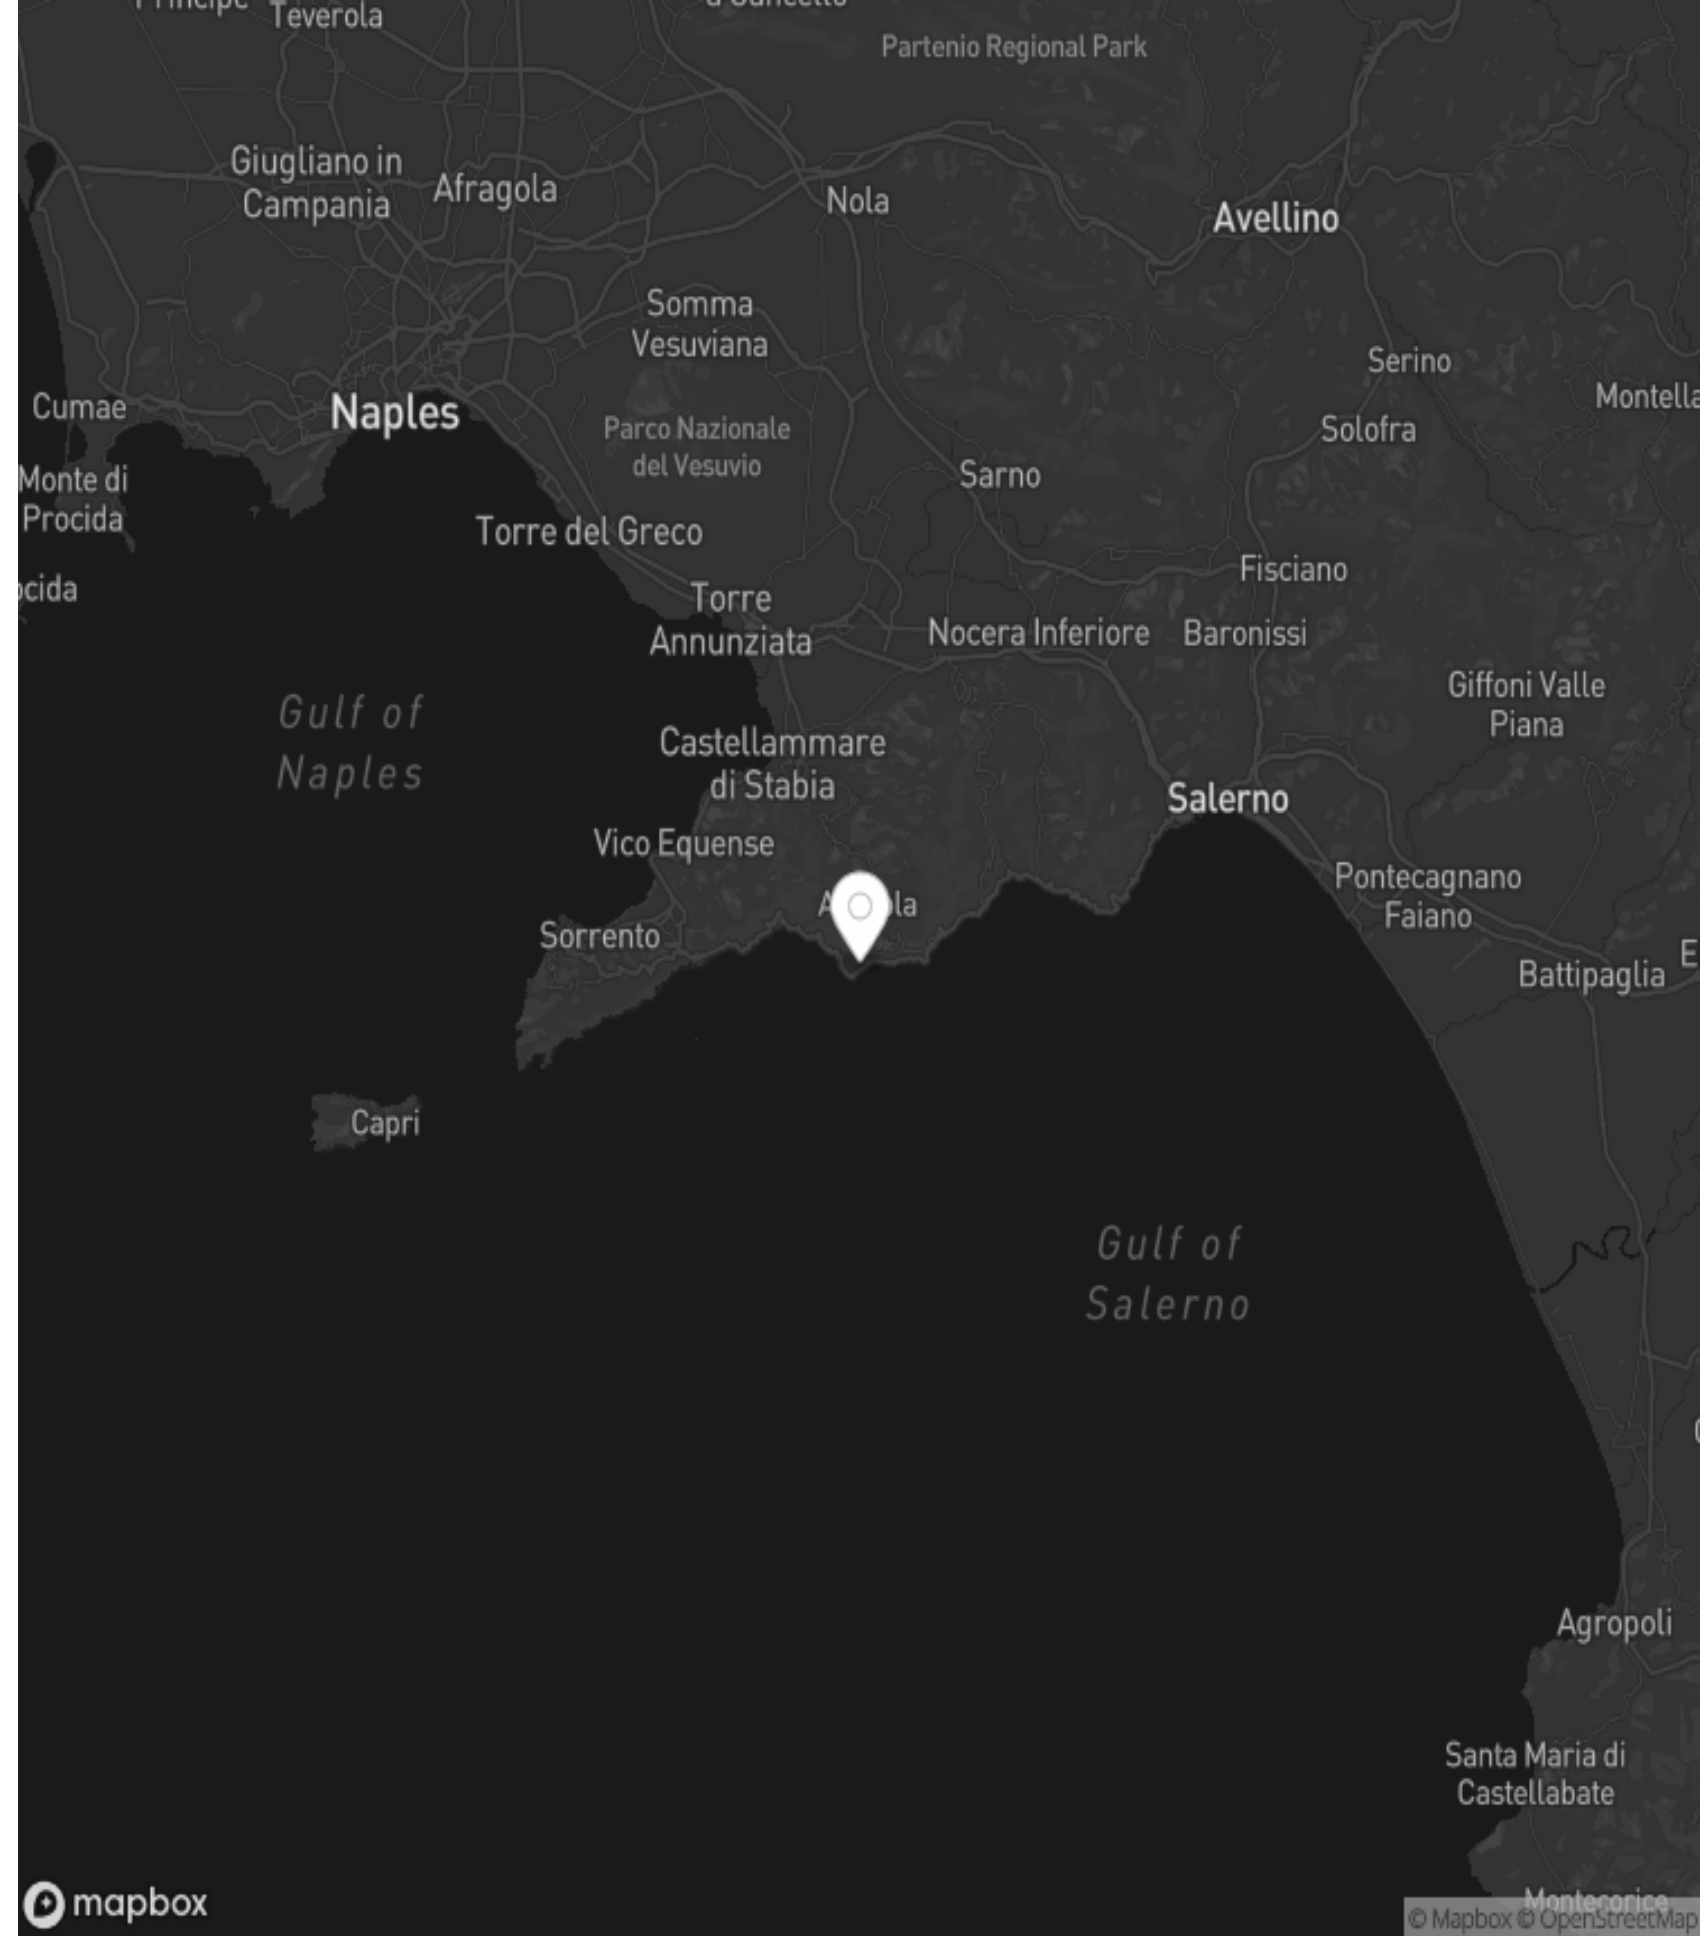 Teverola
Partenio Regional Park
Giugliano in
Campania
Afragola
Nola
Avellino
Somma
Vesuviana
Serino
Montella
Cumae
Naples
Parco Nazionale
del Vesuvio
Solofra
Monte di
Procida
Sarno
Torre del Greco
ocida
Fisciano
Torre
Annunziata
Nocera Inferiore
Baronissi
Gulf of
Naples
Giffoni Valle
Piana
Castellammare
di Stabia
Salerno
Vico Equense
Pontecagnano
Faiano
Sorrento
Battipaglia
E
Capri
Gulf of
Salerno
Agropoli
Santa Maria di
Castellabate
Montecorice
mapbox
© Mapbox © OpenStreetMap